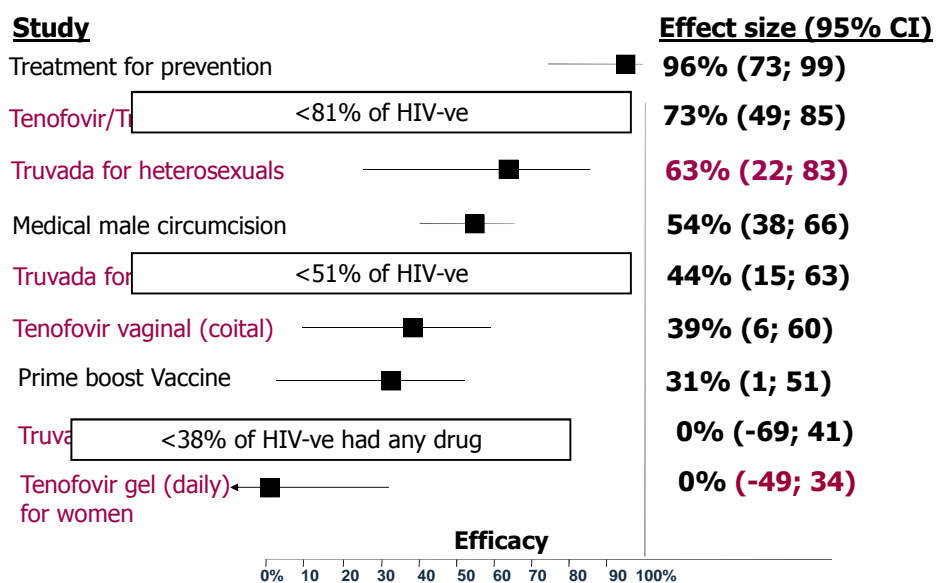 Study Effect size (95% CI)
Treatment for prevention 96% (73; 99)
Tenofovir/ <81% of HIV-ve 73% (49; 85)
Truvada for heterosexuals 63% (22; 83)
Medical male circumcision 54% (38; 66)
Truvada for <51% of HIV-ve 44% (15; 63)
Tenofovir vaginal (coital) 39% (6; 60)
Prime boost Vaccine 31% (1; 51)
<38% of HIV-ve had any drug 0% (-69; 41)
Tenofovir gel (daily) 0% (-49; 34)
for women
Efficacy
0% 10 20 30 40 50 60 70 80 90 100%